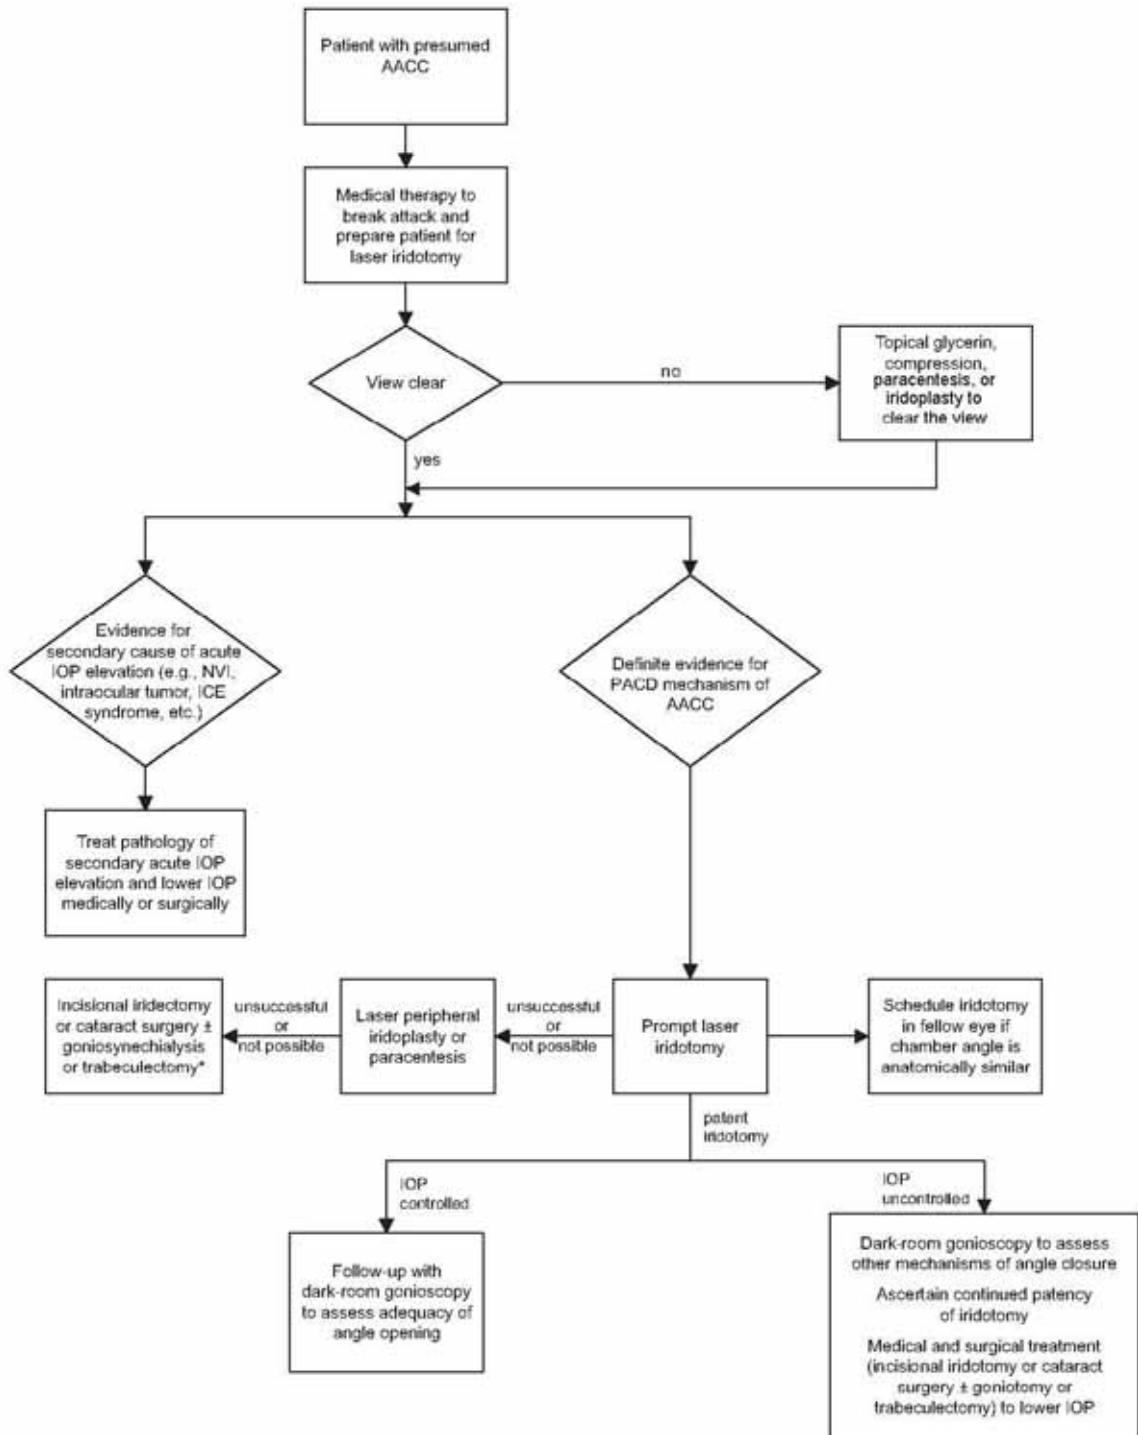 Patient with presumed
AACC
Medical therapy to
break attack and
prepare patient for
laser iridotomy
View clear
no
Topical glycerin,
compression,
paracentesis, or
iridoplasty to
clear the view
yes
Evidence for
secondary cause of acute
IOP elevation (e.g., NVI,
intraocular tumor, ICE
syndrome, etc.)
Definite evidence for
PACD mechanism of
AACC
Treat pathology of
secondary acute IOP
elevation and lower IOP
medically or surgically
Incisional iridectomy
or cataract surgery ±
goniosynechialysis
or trabeculectomy*
unsuccessful
or
not possible
Laser peripheral
iridoplasty or
paracentesis
unsuccessful
or
not possible
Prompt laser
iridotomy
Schedule iridotomy
in fellow eye if
chamber angle is
anatomically similar
patent
iridotomy
IOP
controlled
IOP
uncontrolled
Follow-up with
dark-room gonioscopy
to assess adequacy of
angle opening
Dark-room gonioscopy to assess
other mechanisms of angle closure
Ascertain continued patency
of iridotomy
Medical and surgical treatment
(incisional iridotomy or cataract
surgery ± goniotomy or
trabeculectomy) to lower IOP